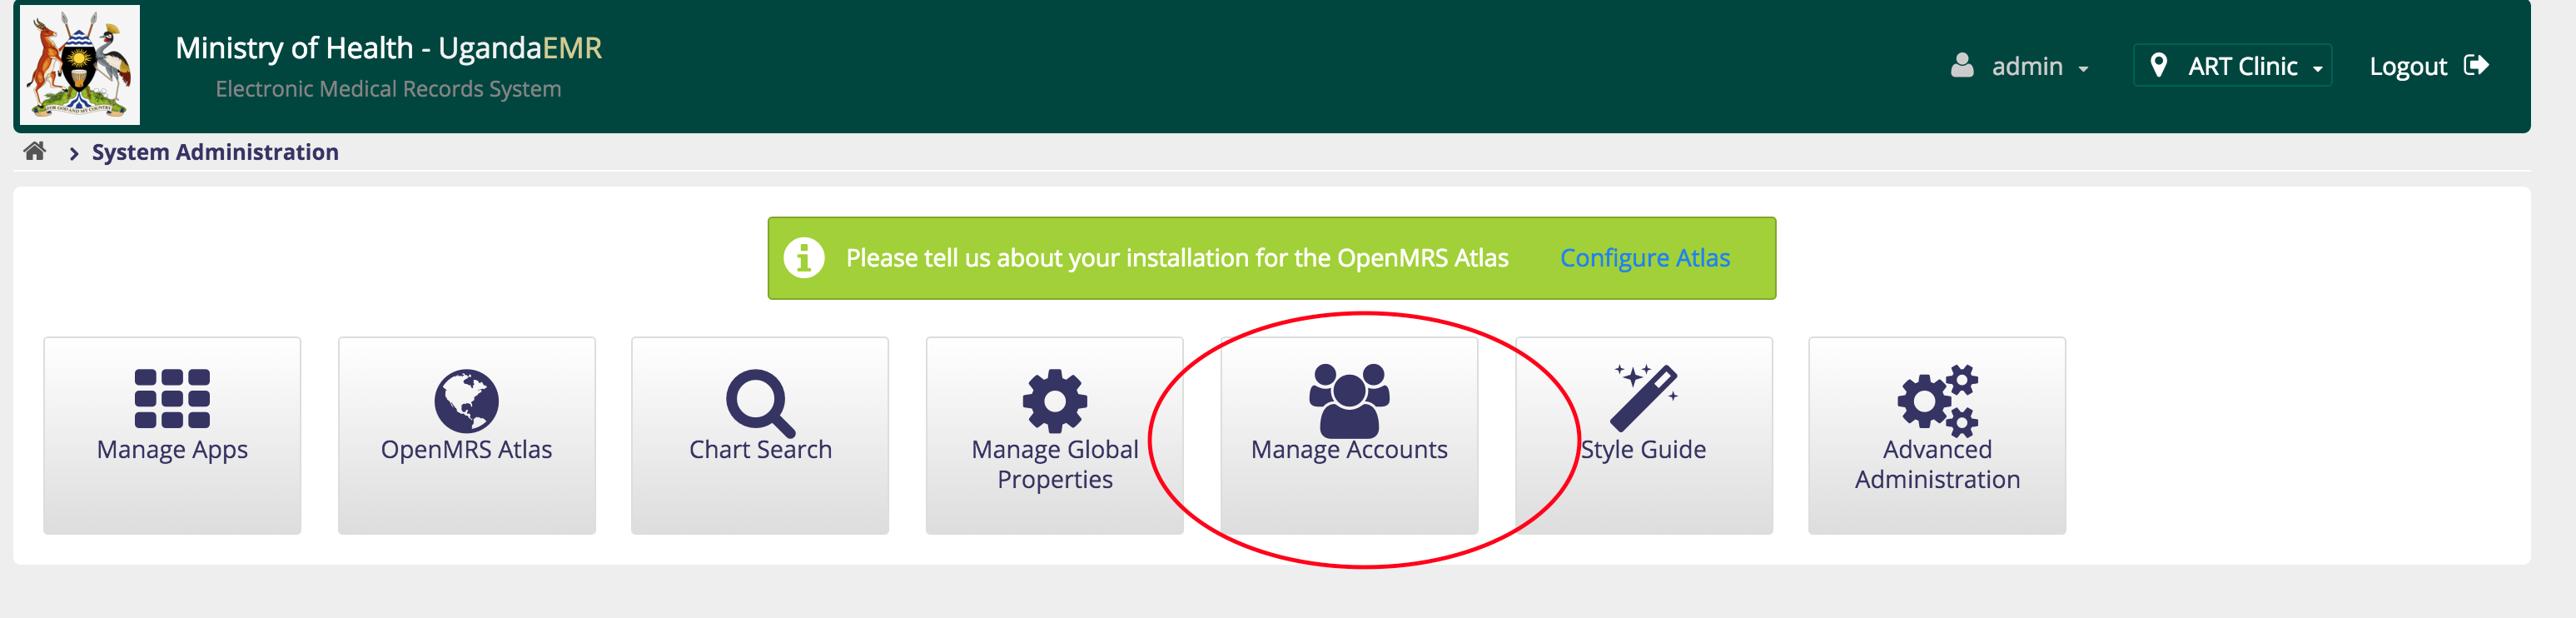 Ministry of Health - UgandaEMR
Electronic Medical Records System
admin
ART Clinic
Logout
System Administration
Please tell us about your installation for the OpenMRS Atlas
Configure Atlas
Manage Apps
OpenMRS Atlas
Chart Search
Manage Global
Properties
Manage Accounts
Style Guide
Advanced
Administration